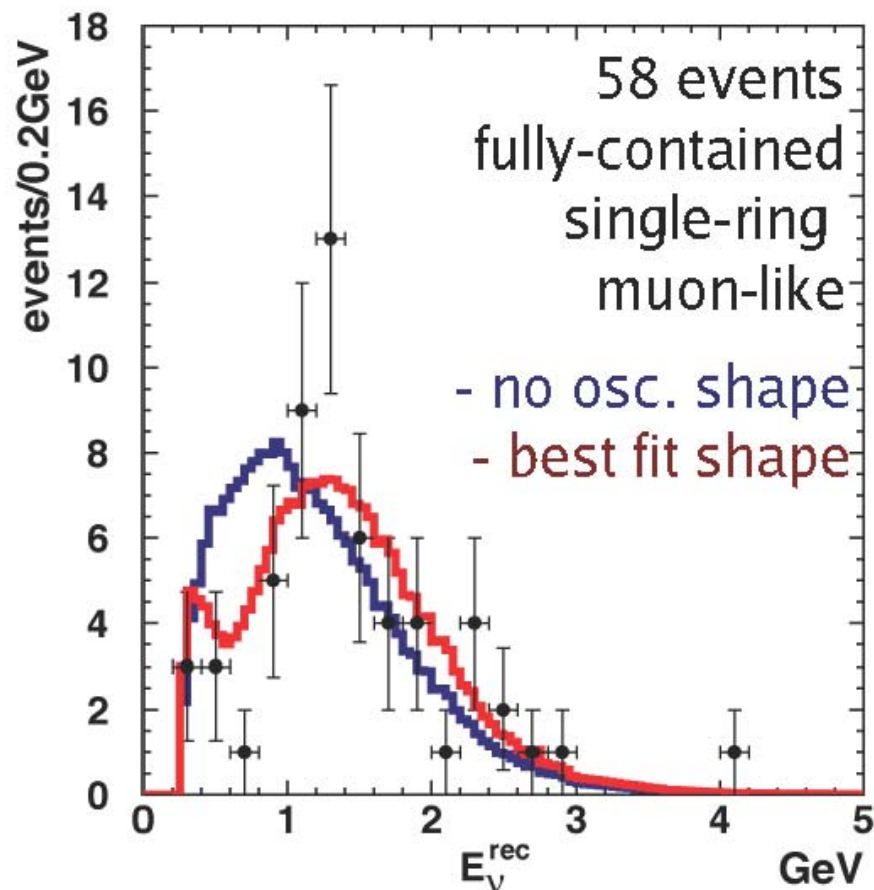 58 events
fully-contained
single-ring
muon-like
- no osc. shape
- best fit shape
events/0.2GeV
18
16
14
12
10
8
6
4
2
0
0 1 2 3 4 5
E_ν^rec GeV